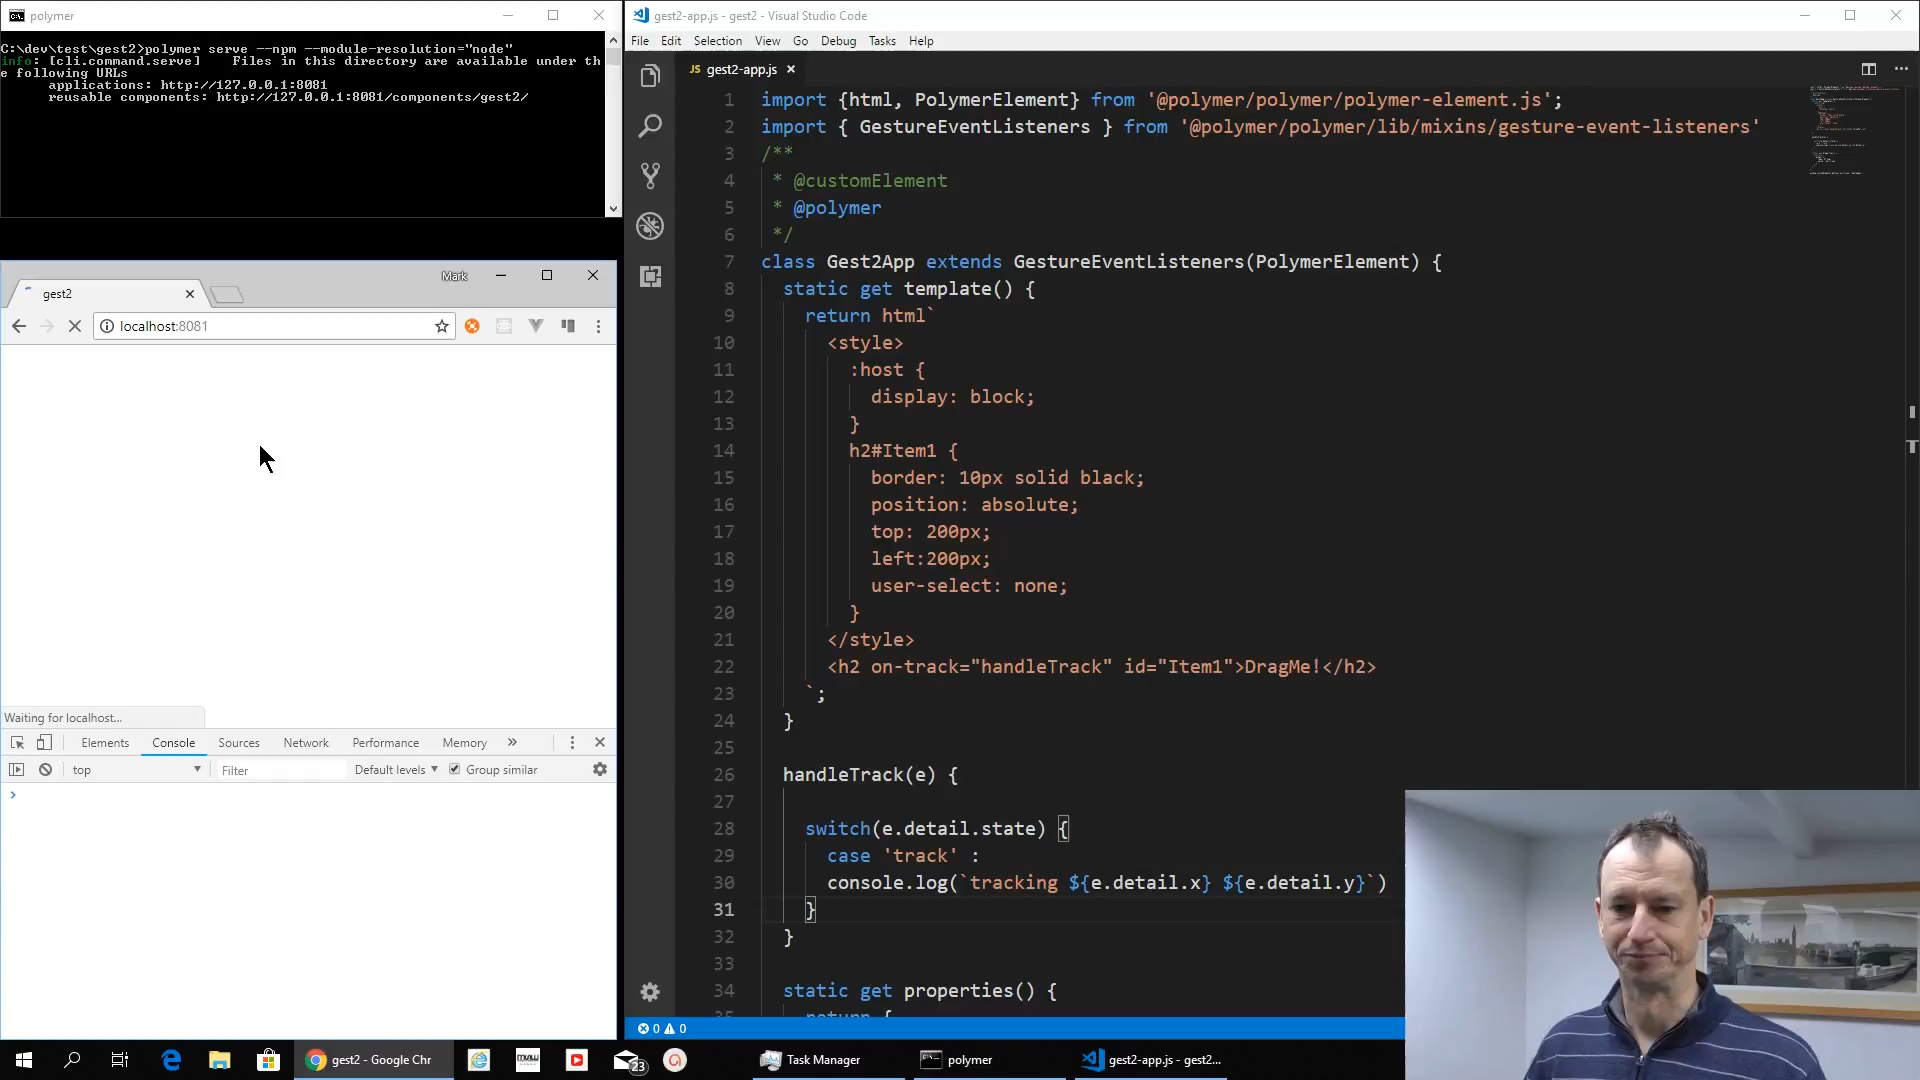 polymer
C:\dev\test\gest2>polymer serve --npm --module-resolution="node"
info: [cli.command.serve]    Files in this directory are available under th
e following URLs
applications: http://127.0.0.1:8081
reusable components: http://127.0.0.1:8081/components/gest2/
Mark
gest2
localhost:8081
Waiting for localhost...
Elements Console Sources Network Performance Memory »
top Filter Default levels Group similar
>
gest2-app.js - gest2 - Visual Studio Code
File Edit Selection View Go Debug Tasks Help
JS gest2-app.js
1 import {html, PolymerElement} from '@polymer/polymer/polymer-element.js';
2 import { GestureEventListeners } from '@polymer/polymer/lib/mixins/gesture-event-listeners'
3 /**
4 * @customElement
5 * @polymer
6 */
7 class Gest2App extends GestureEventListeners(PolymerElement) {
8 static get template() {
9 return html`
10 <style>
11 :host {
12 display: block;
13 }
14 h2#Item1 {
15 border: 10px solid black;
16 position: absolute;
17 top: 200px;
18 left:200px;
19 user-select: none;
20 }
21 </style>
22 <h2 on-track="handleTrack" id="Item1">DragMe!</h2>
23 `;
24 }
25
26 handleTrack(e) {
27
28 switch(e.detail.state) {
29 case 'track' :
30 console.log(`tracking ${e.detail.x} ${e.detail.y}`)
31 }
32 }
33
34 static get properties() {
35 return {
0 0
gest2 - Google Chr
23
Task Manager
polymer
gest2-app.js - gest2...